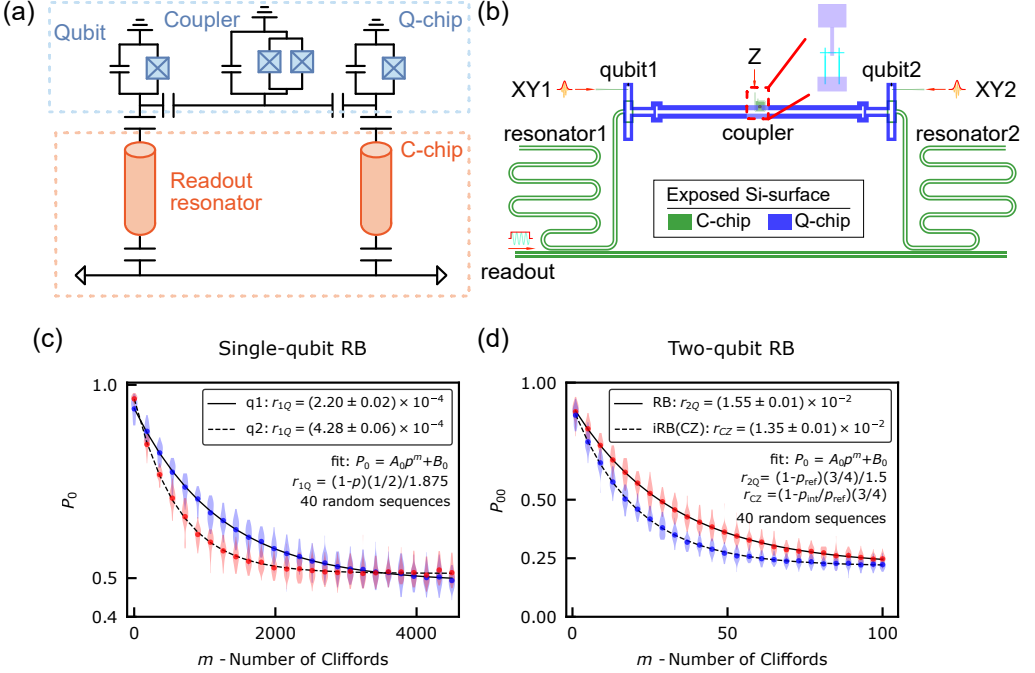 (a)
Qubit
Coupler
Q-chip
C-chip
Readout
resonator
(b)
Z
qubit1
qubit2
XY1
XY2
coupler
resonator1
resonator2
Exposed Si-surface
C-chip
Q-chip
readout
(c)
Single-qubit RB
1.0
q1: r1Q = (2.20 ± 0.02) × 10⁻⁴
q2: r1Q = (4.28 ± 0.06) × 10⁻⁴
fit: P₀ = A₀pᵐ+B₀
r1Q = (1-p)(1/2)/1.875
40 random sequences
P₀
0.5
0.4
0
2000
4000
m - Number of Cliffords
(d)
Two-qubit RB
1.00
RB: r2Q = (1.55 ± 0.01) × 10⁻²
iRB(CZ): rCZ = (1.35 ± 0.01) × 10⁻²
fit: P₀ = A₀pᵐ+B₀
r2Q = (1-pref)(3/4)/1.5
rCZ = (1-pint/pref)(3/4)
40 random sequences
P₀₀
0.50
0.25
0.00
0
50
100
m - Number of Cliffords